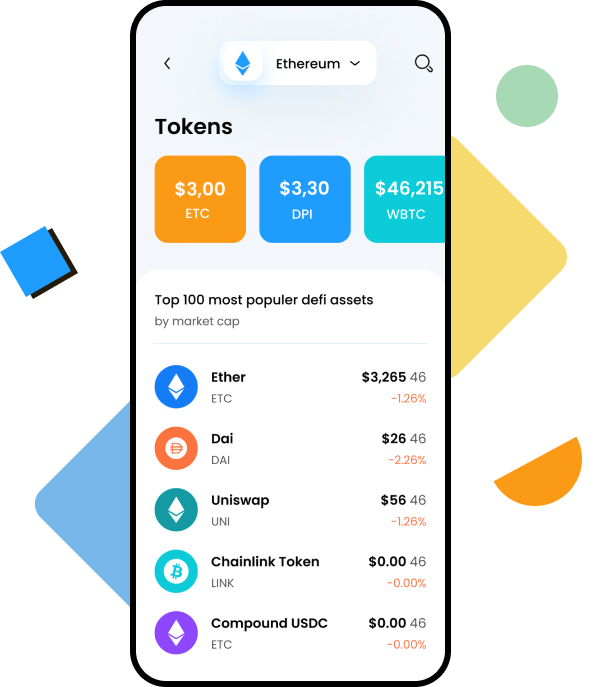 Ethereum
Tokens
$3,00
ETC
$3,30
DPI
$46,215
WBTC
Top 100 most populer defi assets
by market cap
Ether $3,265 46
ETC -1.26%
Dai $26 46
DAI -2.26%
Uniswap $56 46
UNI -1.26%
Chainlink Token $0.00 46
LINK -0.00%
Compound USDC $0.00 46
ETC -0.00%